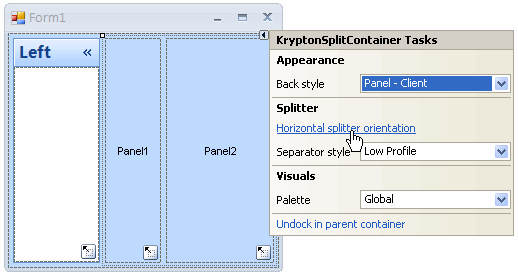 Form1
Left «
Panel1
Panel2
KryptonSplitContainer Tasks
Appearance
Back style
Panel - Client
Splitter
Horizontal splitter orientation
Separator style
Low Profile
Visuals
Palette
Global
Undock in parent container